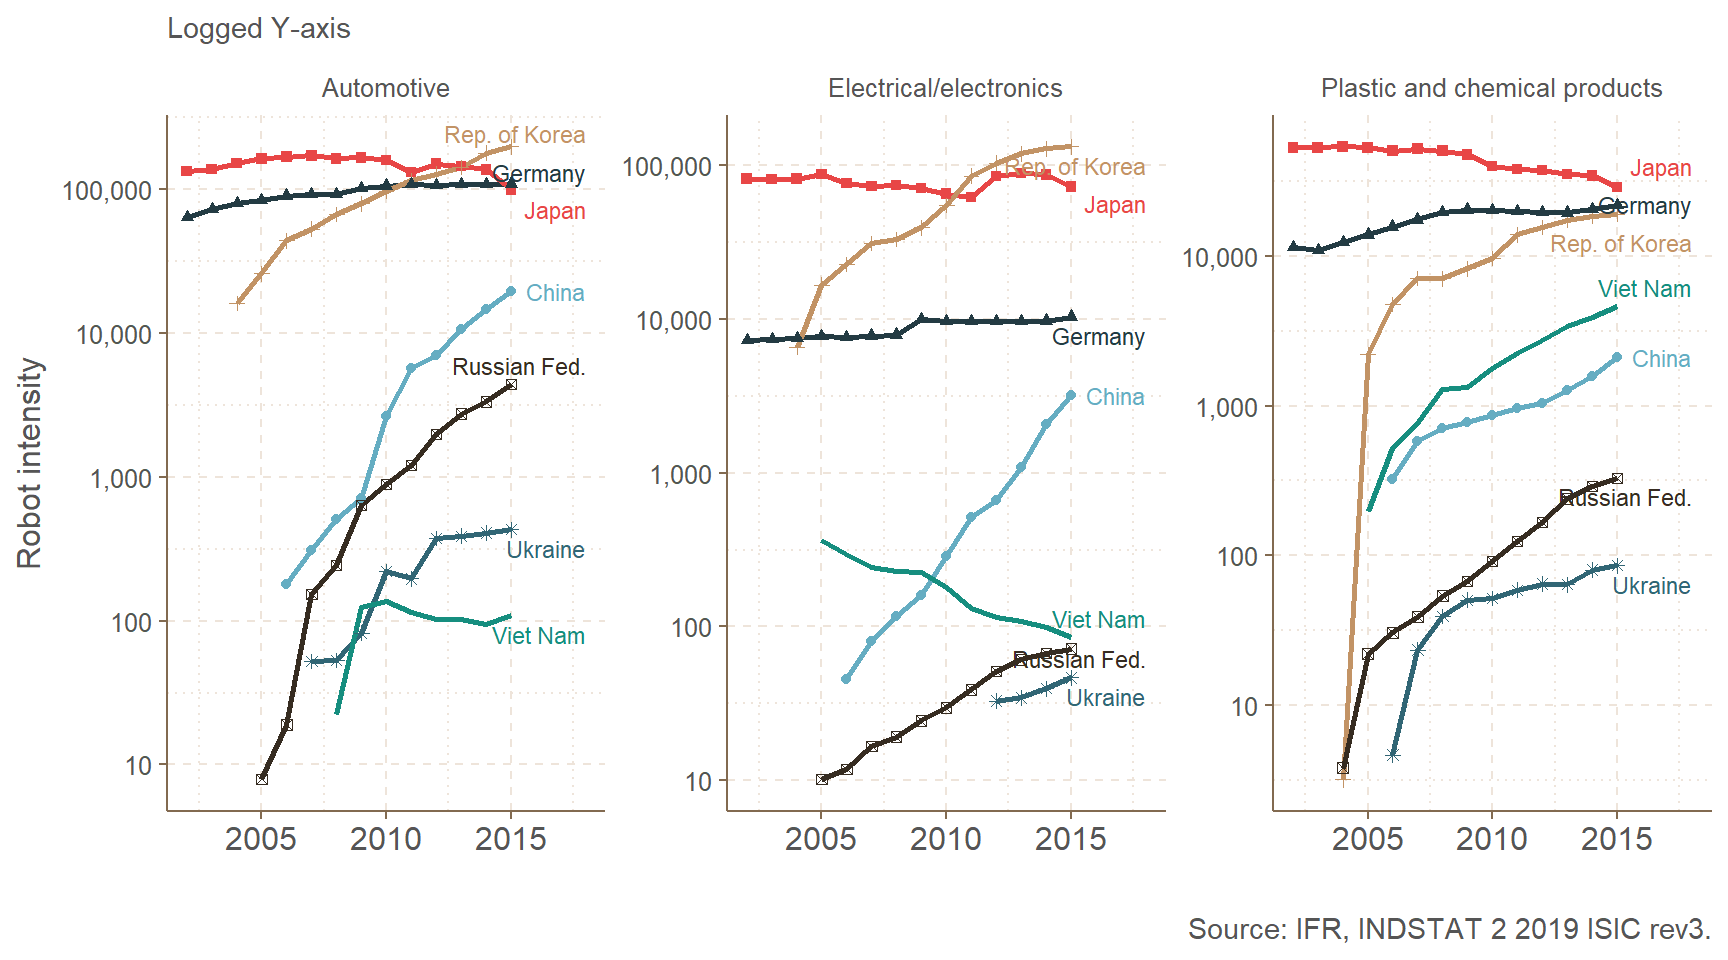 Logged Y-axis
Automotive
Electrical/electronics
Plastic and chemical products
Robot intensity
100,000
10,000
1,000
100
10
Rep. of Korea
Germany
Japan
China
Russian Fed.
Ukraine
Viet Nam
2005 2010 2015
100,000
10,000
1,000
100
10
Rep. of Korea
Japan
Germany
China
Viet Nam
Russian Fed.
Ukraine
2005 2010 2015
10,000
1,000
100
10
Japan
Germany
Rep. of Korea
Viet Nam
China
Russian Fed.
Ukraine
2005 2010 2015
Source: IFR, INDSTAT 2 2019 ISIC rev3.